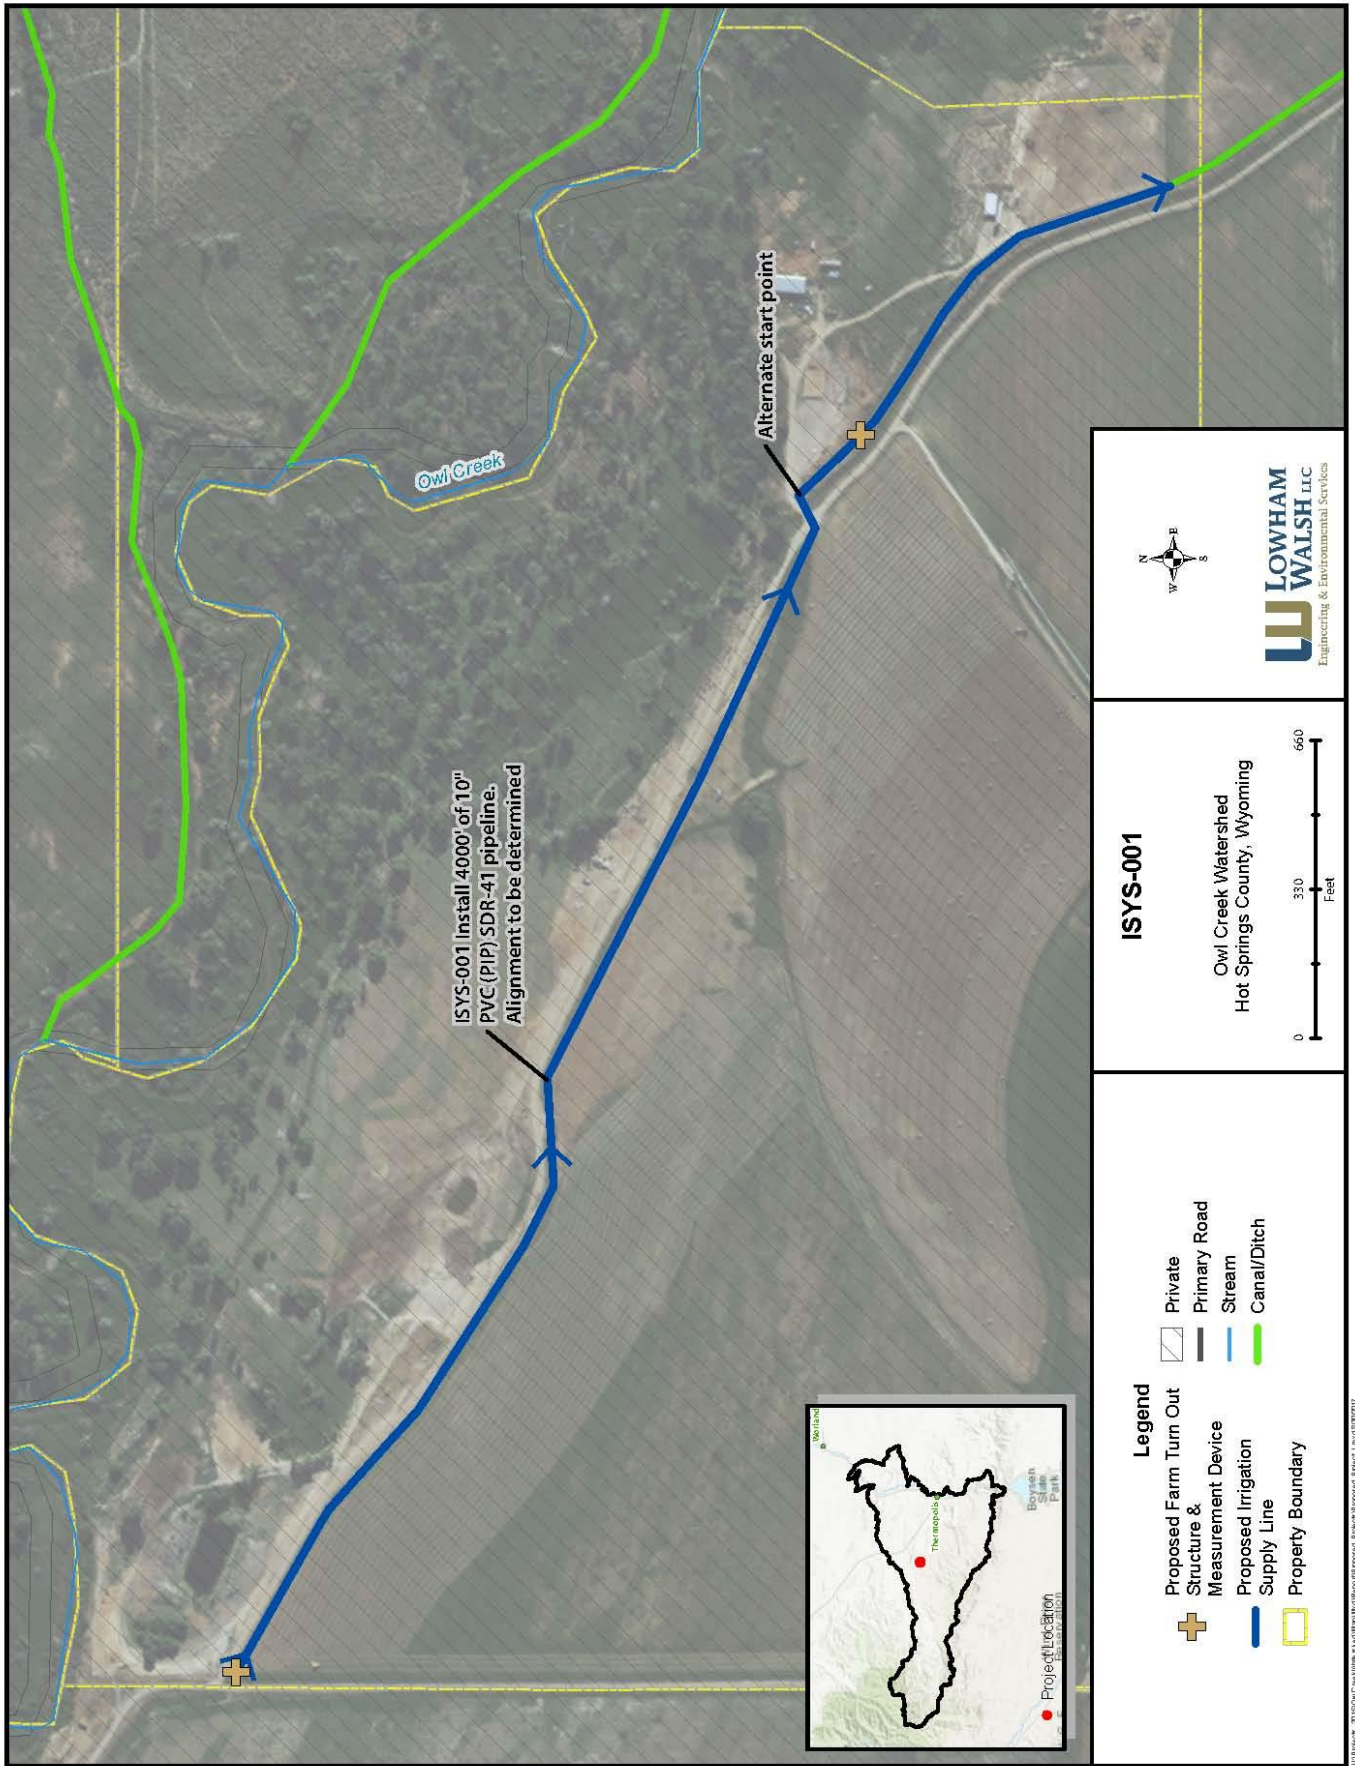 ISYS-001 Install 4000' of 10"
PVC (PIP) SDR-41 pipeline.
Alignment to be determined
Owl Creek
Alternate start point
Worland
Thermopolis
Boysen
State
Park
Project Location
Legend
Proposed Farm Turn Out
Structure &
Measurement Device
Proposed Irrigation
Supply Line
Property Boundary
Private
Primary Road
Stream
Canal/Ditch
ISYS-001
Owl Creek Watershed
Hot Springs County, Wyoming
0 330 660
Feet
N
W E
S
LOWHAM
WALSH LLC
Engineering & Environmental Services